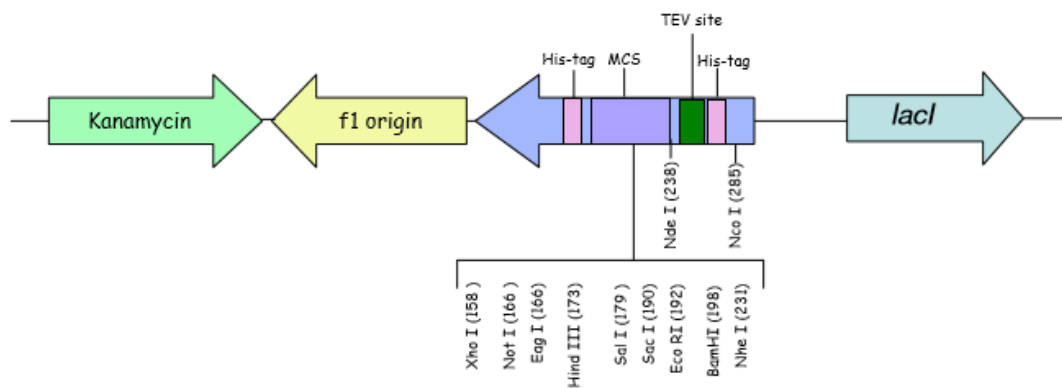 TEV site
His-tag
MCS
His-tag
Kanamycin
f1 origin
lacI
Nde I (238)
Nco I (285)
Xho I (158)
Not I (166)
Eag I (166)
Hind III (173)
Sal I (179)
Sac I (190)
Eco RI (192)
BamHI (198)
Nhe I (231)